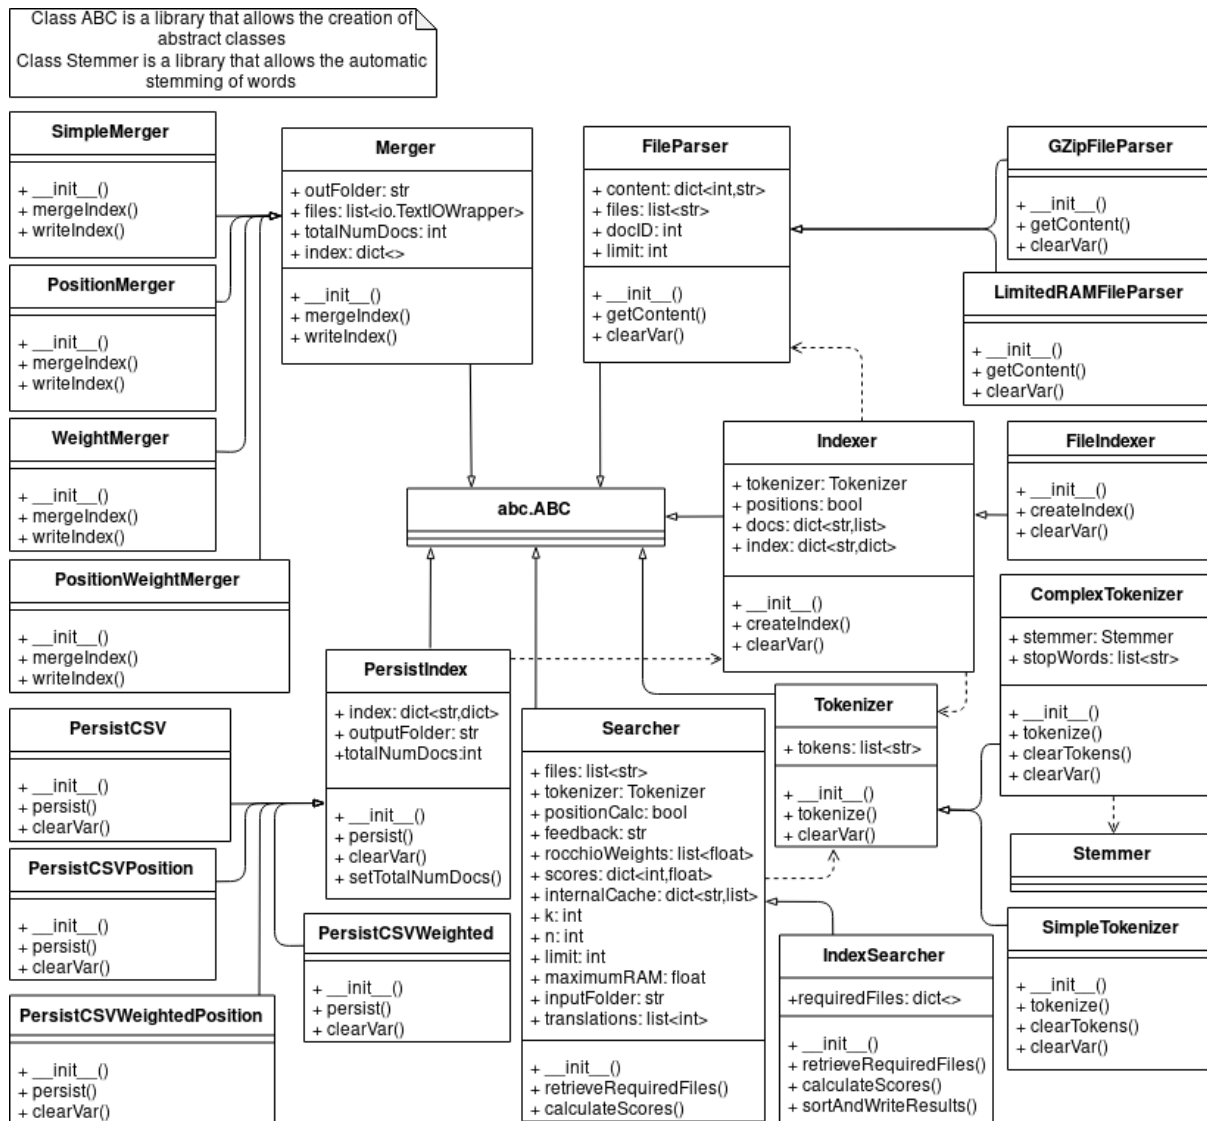 Class ABC is a library that allows the creation of
abstract classes
Class Stemmer is a library that allows the automatic
stemming of words
SimpleMerger
+ __init__()
+ mergeIndex()
+ writeIndex()
PositionMerger
+ __init__()
+ mergeIndex()
+ writeIndex()
WeightMerger
+ __init__()
+ mergeIndex()
+ writeIndex()
PositionWeightMerger
+ __init__()
+ mergeIndex()
+ writeIndex()
Merger
+ outFolder: str
+ files: list<io.TextIOWrapper>
+ totalNumDocs: int
+ index: dict<>
+ __init__()
+ mergeIndex()
+ writeIndex()
FileParser
+ content: dict<int,str>
+ files: list<str>
+ docID: int
+ limit: int
+ __init__()
+ getContent()
+ clearVar()
GZipFileParser
+ __init__()
+ getContent()
+ clearVar()
LimitedRAMFileParser
+ __init__()
+ getContent()
+ clearVar()
abc.ABC
Indexer
+ tokenizer: Tokenizer
+ positions: bool
+ docs: dict<str,list>
+ index: dict<str,dict>
+ __init__()
+ createIndex()
+ clearVar()
FileIndexer
+ __init__()
+ createIndex()
+ clearVar()
ComplexTokenizer
+ stemmer: Stemmer
+ stopWords: list<str>
+ __init__()
+ tokenize()
+ clearTokens()
+ clearVar()
PersistIndex
+ index: dict<str,dict>
+ outputFolder: str
+totalNumDocs:int
+ __init__()
+ persist()
+ clearVar()
+ setTotalNumDocs()
Tokenizer
+ tokens: list<str>
+ __init__()
+ tokenize()
+ clearVar()
Stemmer
PersistCSV
+ __init__()
+ persist()
+ clearVar()
PersistCSVPosition
+ __init__()
+ persist()
+ clearVar()
PersistCSVWeighted
+ __init__()
+ persist()
+ clearVar()
PersistCSVWeightedPosition
+ __init__()
+ persist()
+ clearVar()
Searcher
+ files: list<str>
+ tokenizer: Tokenizer
+ positionCalc: bool
+ feedback: str
+ rocchioWeights: list<float>
+ scores: dict<int,float>
+ internalCache: dict<str,list>
+ k: int
+ n: int
+ limit: int
+ maximumRAM: float
+ inputFolder: str
+ translations: list<int>
+ __init__()
+ retrieveRequiredFiles()
+ calculateScores()
IndexSearcher
+requiredFiles: dict<>
+ __init__()
+ retrieveRequiredFiles()
+ calculateScores()
+ sortAndWriteResults()
SimpleTokenizer
+ __init__()
+ tokenize()
+ clearTokens()
+ clearVar()